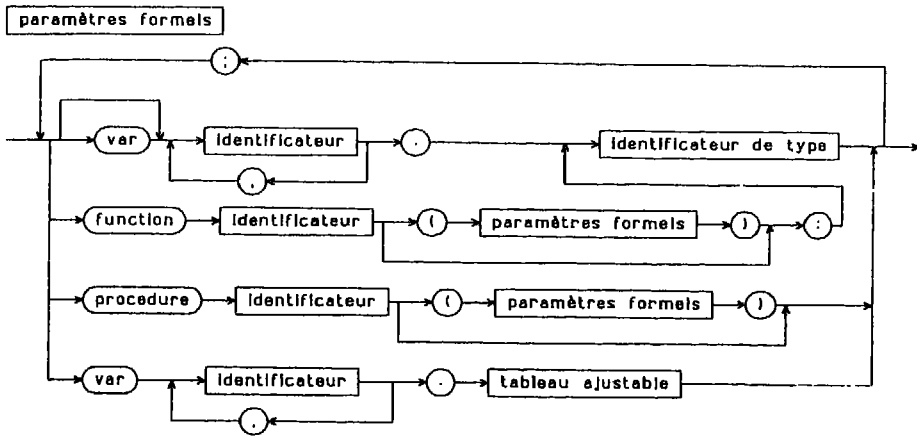 paramètres formels
;
var identificateur . identificateur de type
,
function identificateur ( paramètres formels ) :
procedure identificateur ( paramètres formels )
var identificateur . tableau ajustable
,